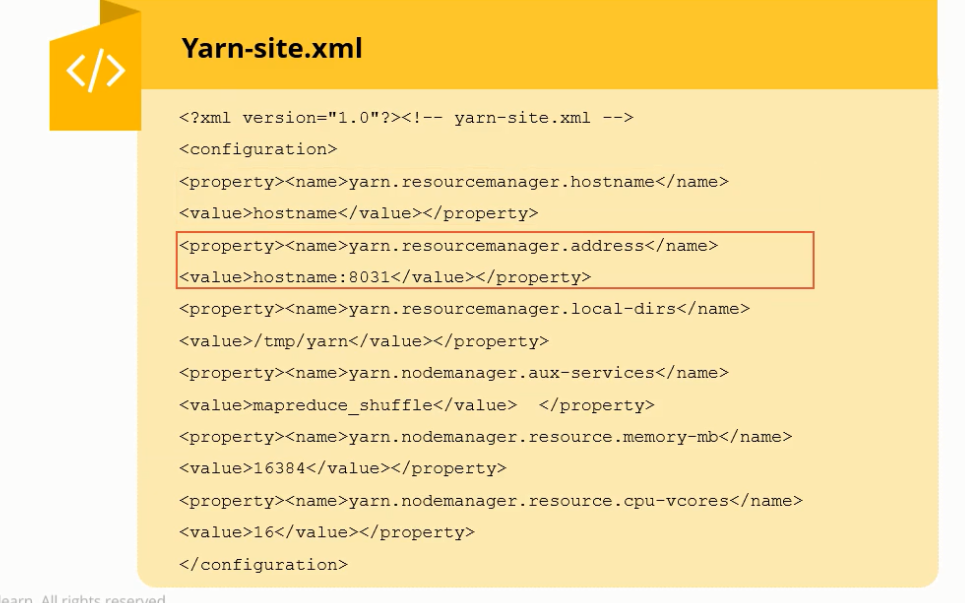 </>
Yarn-site.xml
<?xml version="1.0"?><!-- yarn-site.xml -->
<configuration>
<property><name>yarn.resourcemanager.hostname</name>
<value>hostname</value></property>
<property><name>yarn.resourcemanager.address</name>
<value>hostname:8031</value></property>
<property><name>yarn.resourcemanager.local-dirs</name>
<value>/tmp/yarn</value></property>
<property><name>yarn.nodemanager.aux-services</name>
<value>mapreduce_shuffle</value>  </property>
<property><name>yarn.nodemanager.resource.memory-mb</name>
<value>16384</value></property>
<property><name>yarn.nodemanager.resource.cpu-vcores</name>
<value>16</value></property>
</configuration>
learn. All rights reserved.